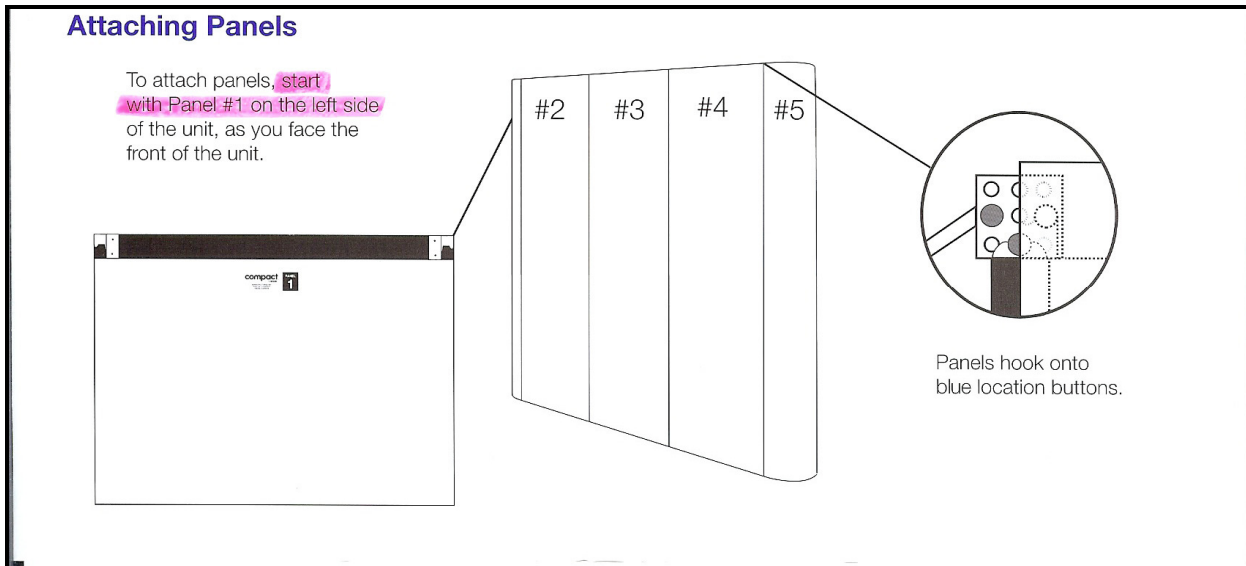 Attaching Panels
To attach panels, start
with Panel #1 on the left side
of the unit, as you face the
front of the unit.
#2
#3
#4
#5
compact
PANEL
1
Panels hook onto
blue location buttons.